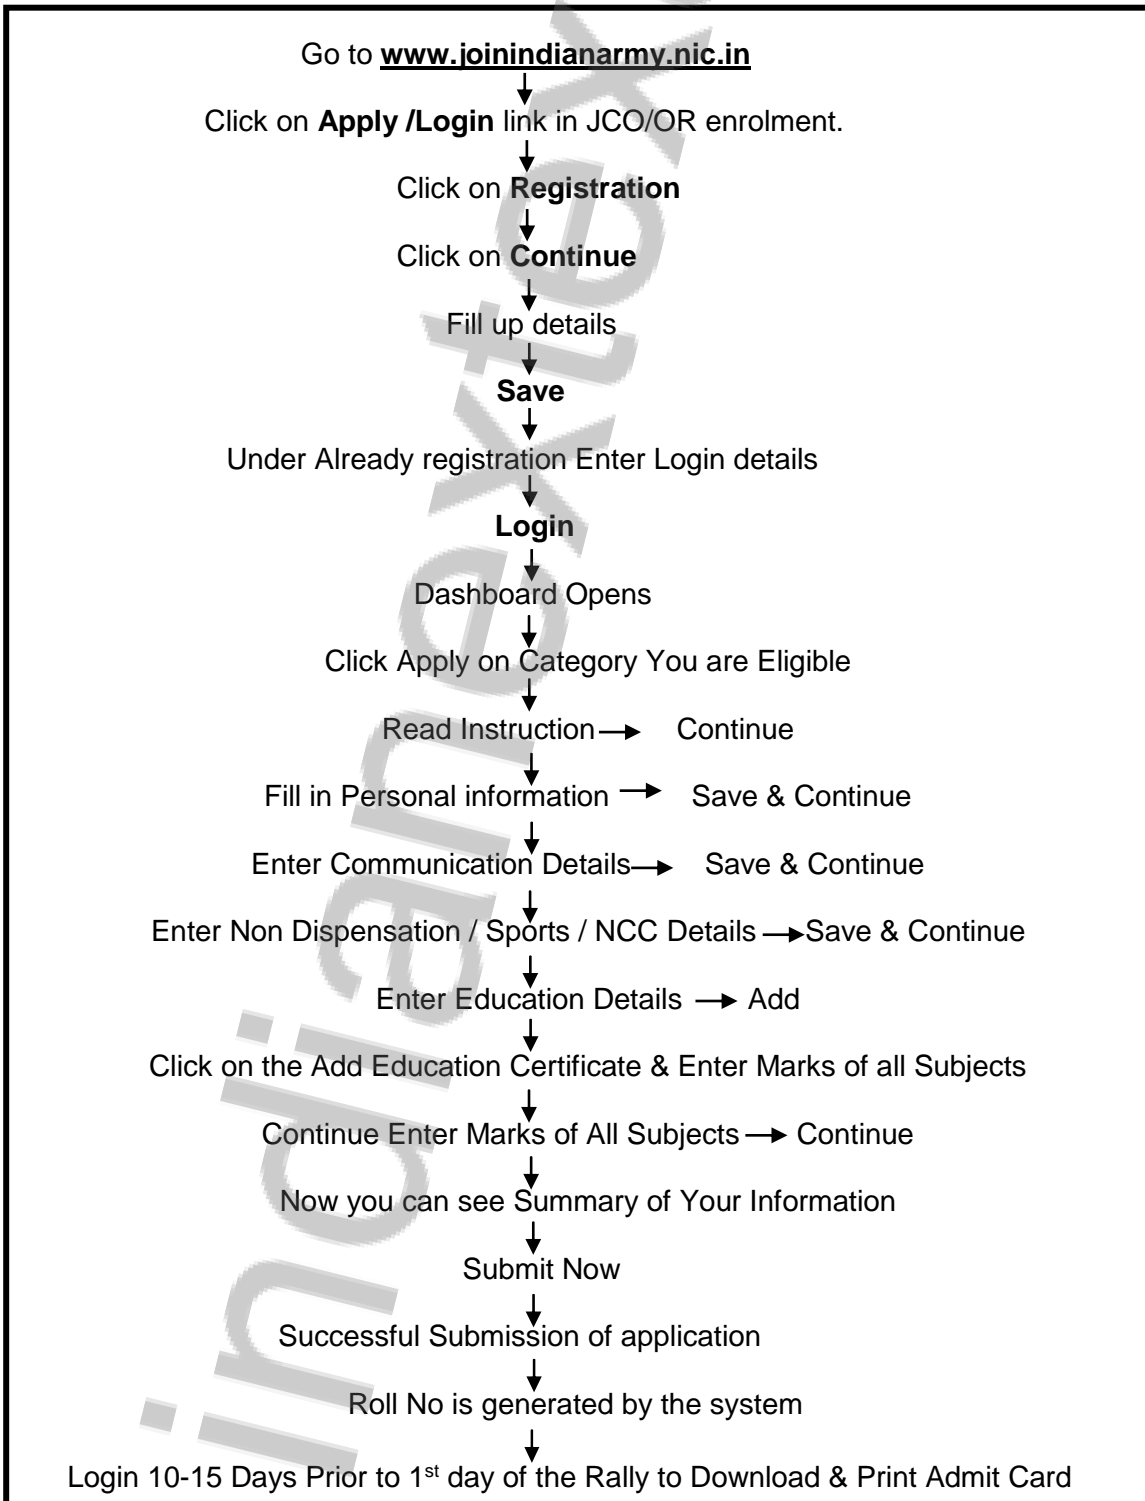 Go to www.joinindianarmy.nic.in
Click on Apply /Login link in JCO/OR enrolment.
Click on Registration
Click on Continue
Fill up details
Save
Under Already registration Enter Login details
Login
Dashboard Opens
Click Apply on Category You are Eligible
Read Instruction → Continue
Fill in Personal information → Save & Continue
Enter Communication Details → Save & Continue
Enter Non Dispensation / Sports / NCC Details → Save & Continue
Enter Education Details → Add
Click on the Add Education Certificate & Enter Marks of all Subjects
Continue Enter Marks of All Subjects → Continue
Now you can see Summary of Your Information
Submit Now
Successful Submission of application
Roll No is generated by the system
Login 10-15 Days Prior to 1st day of the Rally to Download & Print Admit Card
indianextex